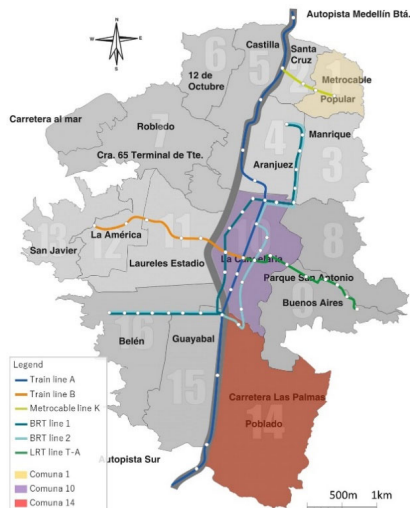 Autopista Medellín Btá.
N
W
E
S
Castilla
Santa
Cruz
6
5
2
1
Metrocable
Popular
12 de
Octubre
Carretera al mar
Robledo
7
4
Manrique
3
Cra. 65 Terminal de Tte.
Aranjuez
8
13
12
11
La América
San Javier
La Candelaria
Laureles Estadio
Parque San Antonio
9
Buenos Aires
16
Belén
Guayabal
15
Legend
Train line A
Train line B
Metrocable line K
BRT line 1
BRT line 2
LRT line T-A
Comuna 1
Comuna 10
Comuna 14
Carretera Las Palmas
Poblado
14
Autopista Sur
500m 1km